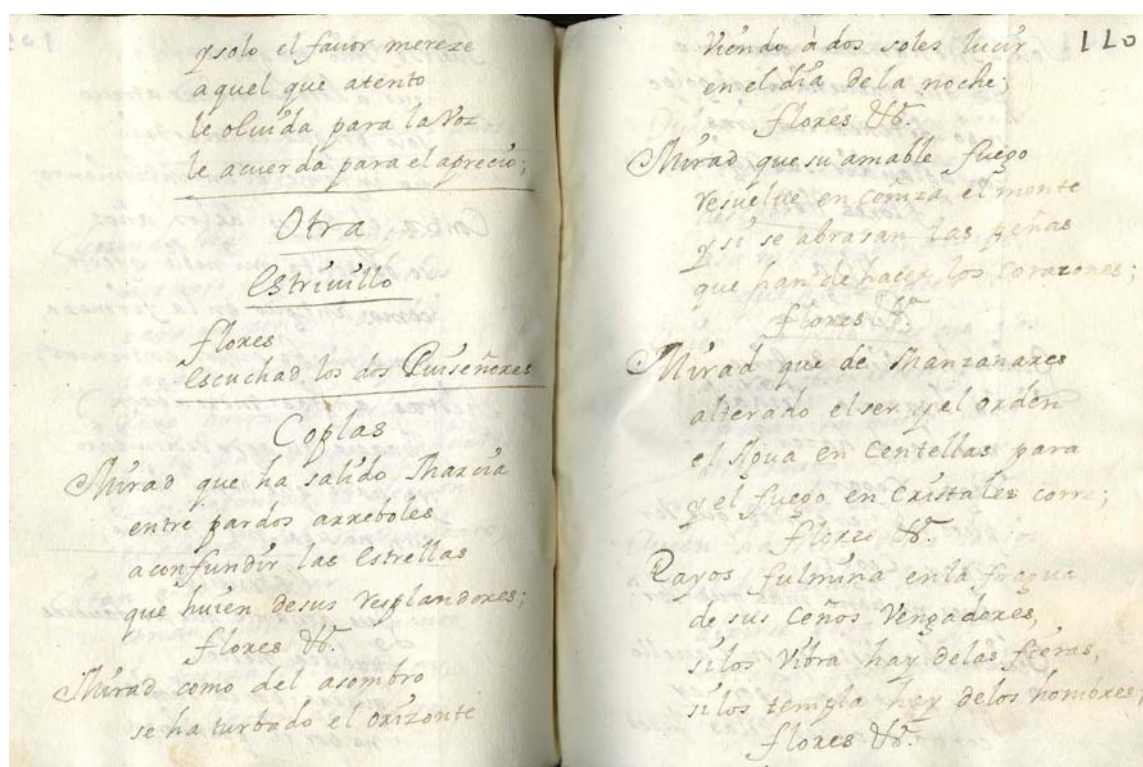 y solo el fauor mereze
aquel que atento
le oluida para la Voz
le acuerda para el aprecio;
Otra
Estriuillo
flores
escuchad los dos Ruiseñores
Coplas
Mirad que ha salido Marcia
entre pardos arreboles
a confundir las estrellas
que huien de sus resplandores;
flores &c.
Mirad como del asombro
se ha turbado el orizonte
110
Viendo à dos soles lucir
en el dia de la noche;
flores &c.
Mirad que su amable fuego
resuelue en ceniza el monte
y si se abrasan las peñas
que han de hacer los corazones;
flores &c.
Mirad que de Manzanares
alterado el ser y el orden
el Agua en Centellas para
y el fuego en Cristales corre;
flores &c.
Rayos fulmina en la fragua
de sus Ceños Vengadores,
si los Vibra hay de las fieras,
si los templa hay de los hombres;
flores &c.